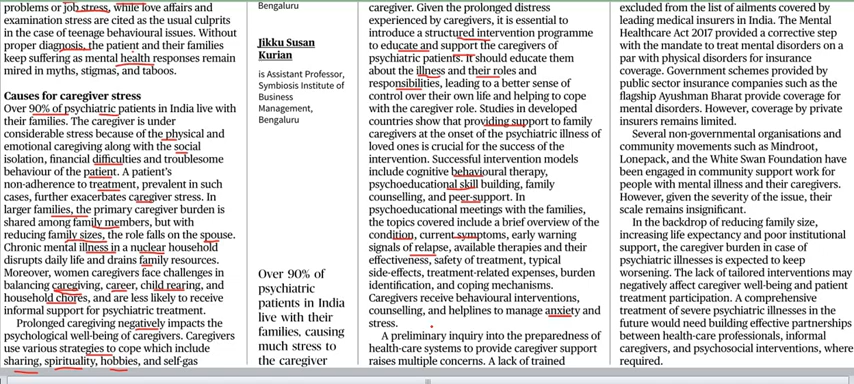 problems or job stress, while love affairs and
examination stress are cited as the usual culprits
in the case of teenage behavioural issues. Without
proper diagnosis, the patient and their families
keep suffering as mental health responses remain
mired in myths, stigmas, and taboos.
Causes for caregiver stress
Over 90% of psychiatric patients in India live with
their families. The caregiver is under
considerable stress because of the physical and
emotional caregiving along with the social
isolation, financial difficulties and troublesome
behaviour of the patient. A patient's
non-adherence to treatment, prevalent in such
cases, further exacerbates caregiver stress. In
larger families, the primary caregiver burden is
shared among family members, but with
reducing family sizes, the role falls on the spouse.
Chronic mental illness in a nuclear household
disrupts daily life and drains family resources.
Moreover, women caregivers face challenges in
balancing caregiving, career, child rearing, and
household chores, and are less likely to receive
informal support for psychiatric treatment.
Prolonged caregiving negatively impacts the
psychological well-being of caregivers. Caregivers
use various strategies to cope which include
sharing, spirituality, hobbies, and self-gas
Bengaluru
Jikku Susan
Kurian
is Assistant Professor,
Symbiosis Institute of
Business
Management,
Bengaluru
Over 90% of
psychiatric
patients in India
live with their
families, causing
much stress to
the caregiver
caregiver. Given the prolonged distress
experienced by caregivers, it is essential to
introduce a structured intervention programme
to educate and support the caregivers of
psychiatric patients. It should educate them
about the illness and their roles and
responsibilities, leading to a better sense of
control over their own life and helping to cope
with the caregiver role. Studies in developed
countries show that providing support to family
caregivers at the onset of the psychiatric illness of
loved ones is crucial for the success of the
intervention. Successful intervention models
include cognitive behavioural therapy,
psychoeducational skill building, family
counselling, and peer-support. In
psychoeducational meetings with the families,
the topics covered include a brief overview of the
condition, current symptoms, early warning
signals of relapse, available therapies and their
effectiveness, safety of treatment, typical
side-effects, treatment-related expenses, burden
identification, and coping mechanisms.
Caregivers receive behavioural interventions,
counselling, and helplines to manage anxiety and
stress.
A preliminary inquiry into the preparedness of
health-care systems to provide caregiver support
raises multiple concerns. A lack of trained
excluded from the list of ailments covered by
leading medical insurers in India. The Mental
Healthcare Act 2017 provided a corrective step
with the mandate to treat mental disorders on a
par with physical disorders for insurance
coverage. Government schemes provided by
public sector insurance companies such as the
flagship Ayushman Bharat provide coverage for
mental disorders. However, coverage by private
insurers remains limited.
Several non-governmental organisations and
community movements such as Mindroot,
Lonepack, and the White Swan Foundation have
been engaged in community support work for
people with mental illness and their caregivers.
However, given the severity of the issue, their
scale remains insignificant.
In the backdrop of reducing family size,
increasing life expectancy and poor institutional
support, the caregiver burden in case of
psychiatric illnesses is expected to keep
worsening. The lack of tailored interventions may
negatively affect caregiver well-being and patient
treatment participation. A comprehensive
treatment of severe psychiatric illnesses in the
future would need building effective partnerships
between health-care professionals, informal
caregivers, and psychosocial interventions, where
required.